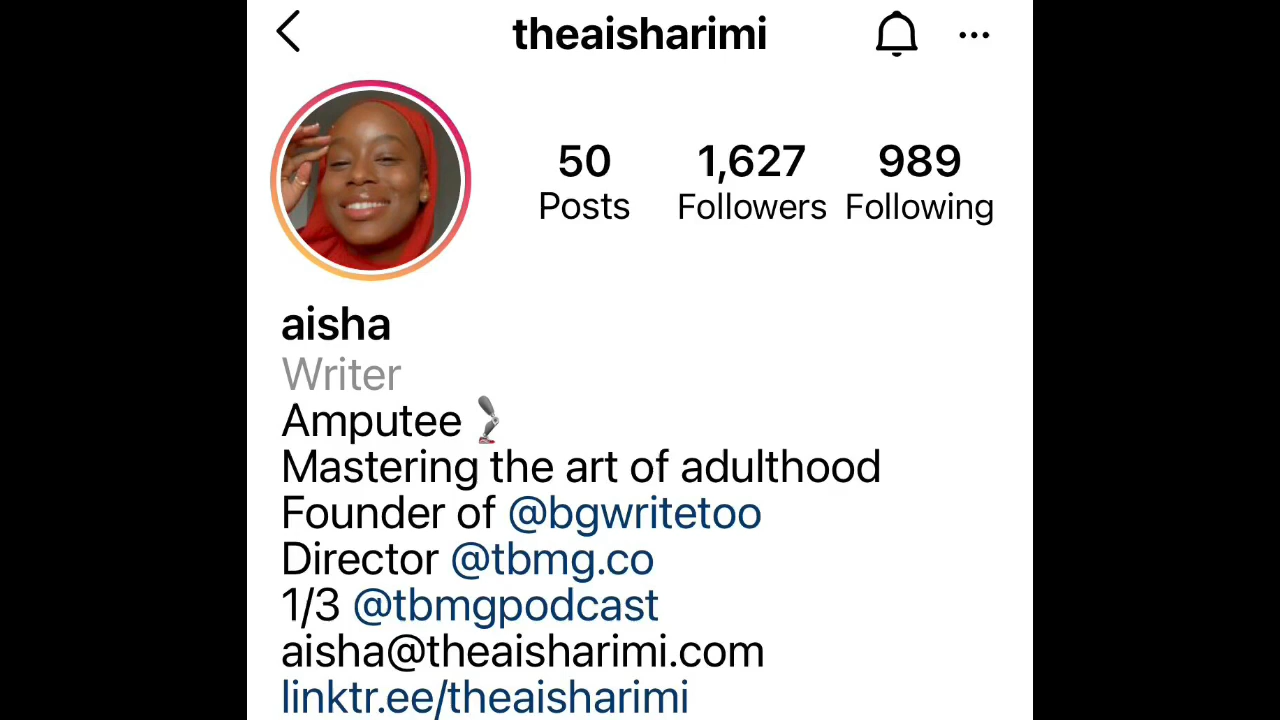 theaisharimi
50 1,627 989
Posts Followers Following
aisha
Writer
Amputee 🦿
Mastering the art of adulthood
Founder of @bgwritetoo
Director @tbmg.co
1/3 @tbmgpodcast
aisha@theaisharimi.com
linktr.ee/theaisharimi